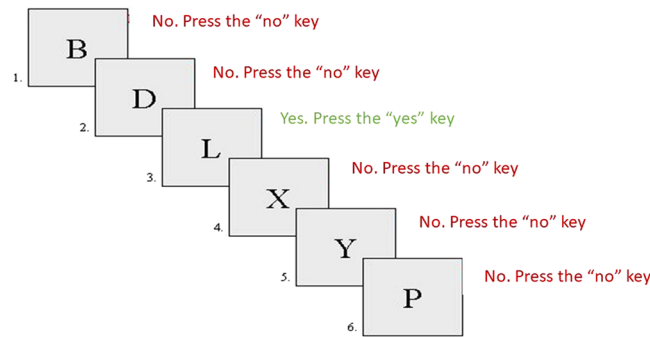 B
No. Press the “no” key
1.
D
No. Press the “no” key
2.
L
Yes. Press the “yes” key
3.
X
No. Press the “no” key
4.
Y
No. Press the “no” key
5.
P
No. Press the “no” key
6.